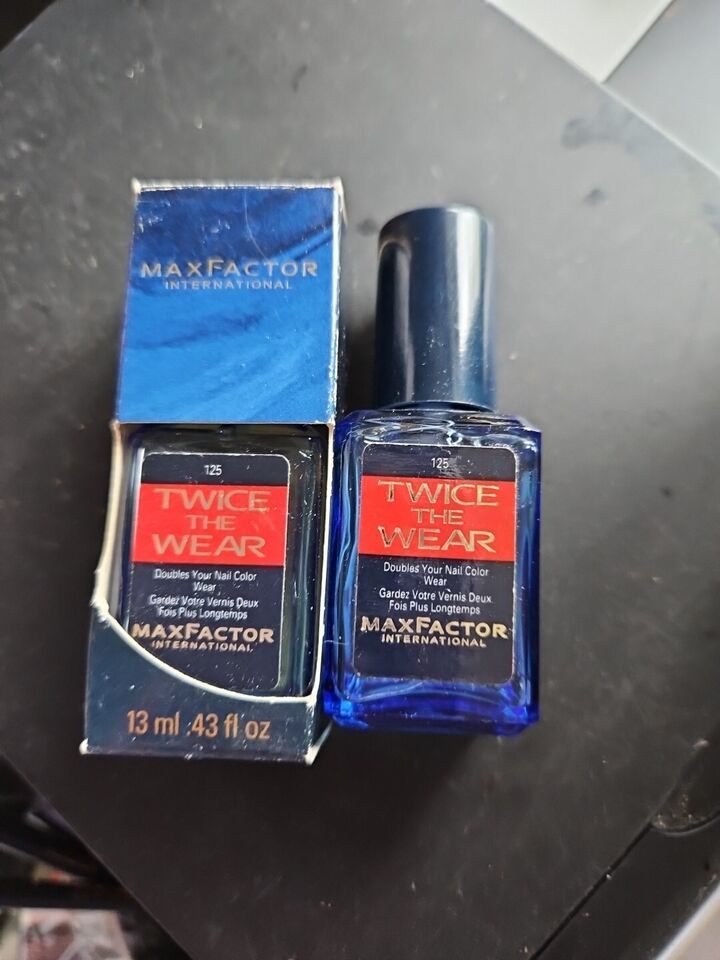 MAXFACTOR
INTERNATIONAL
125
TWICE
THE
WEAR
Doubles Your Nail Color
Wear
Gardez Votre Vernis Deux
Fois Plus Longtemps
MAXFACTOR
INTERNATIONAL
13 ml .43 fl oz
125
TWICE
THE
WEAR
Doubles Your Nail Color
Wear
Gardez Votre Vernis Deux
Fois Plus Longtemps
MAXFACTOR
INTERNATIONAL